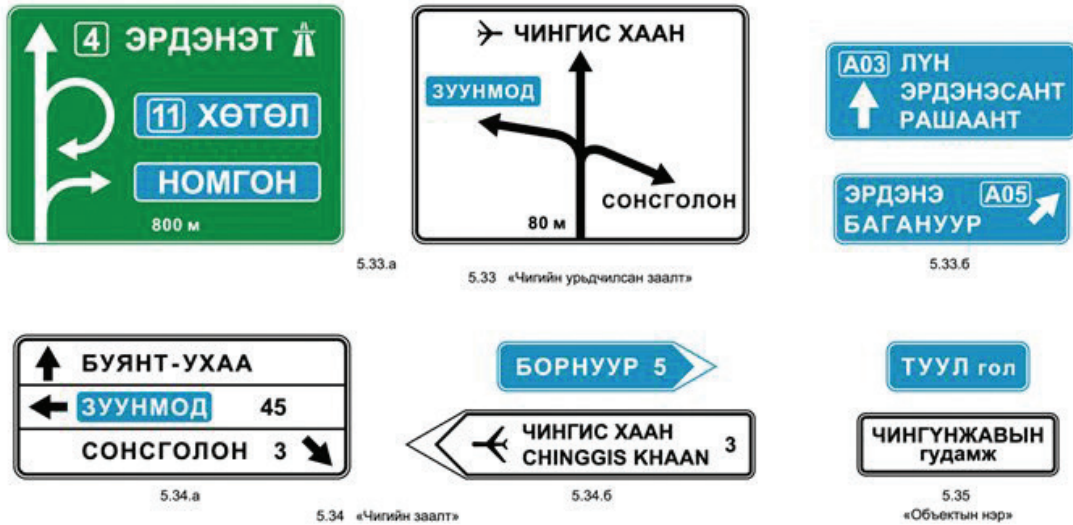 4 ЭРДЭНЭТ
11 ХӨТӨЛ
НОМГОН
800 м
5.33.а
ЧИНГИС ХААН
ЗУУНМОД
СОНСГОЛОН
80 м
5.33 «Чигийн урьдчилсан заалт»
А03 ЛҮН
ЭРДЭНЭСАНТ
РАШААНТ
ЭРДЭНЭ А05
БАГАНУУР
5.33.б
БУЯНТ-УХАА
ЗУУНМОД 45
СОНСГОЛОН 3
5.34.а
5.34 «Чигийн заалт»
БОРНУУР 5
ЧИНГИС ХААН
CHINGGIS KHAAN 3
5.34.б
ТУУЛ гол
ЧИНГҮНЖАВЫН
гудамж
5.35
«Объектын нэр»